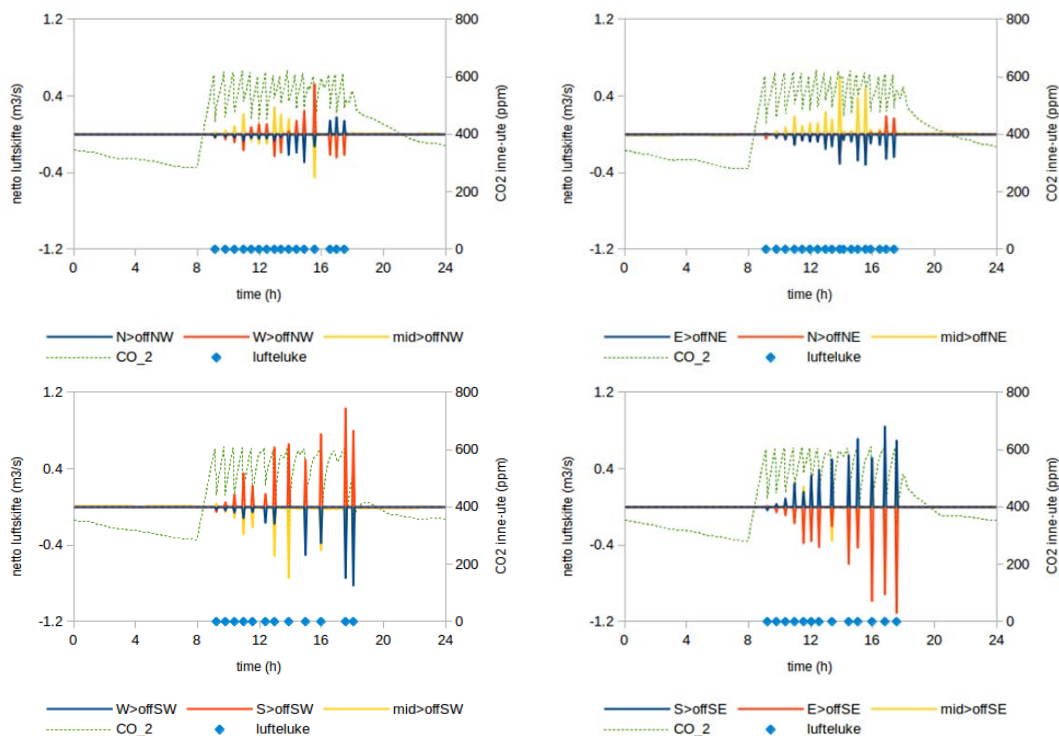 1.2
0.4
-0.4
-1.2
netto luftskifte (m3/s)
800
600
400
200
0
CO2 inne-ute (ppm)
0 4 8 12 16 20 24
time (h)
N>offNW W>offNW mid>offNW
CO_2 lufteluke
1.2
0.4
-0.4
-1.2
netto luftskifte (m3/s)
800
600
400
200
0
CO2 inne-ute (ppm)
0 4 8 12 16 20 24
time (h)
E>offNE N>offNE mid>offNE
CO_2 lufteluke
1.2
0.4
-0.4
-1.2
netto luftskifte (m3/s)
800
600
400
200
0
CO2 inne-ute (ppm)
0 4 8 12 16 20 24
time (h)
W>offSW S>offSW mid>offSW
CO_2 lufteluke
1.2
0.4
-0.4
-1.2
netto luftskifte (m3/s)
800
600
400
200
0
CO2 inne-ute (ppm)
0 4 8 12 16 20 24
time (h)
S>offSE E>offSE mid>offSE
CO_2 lufteluke